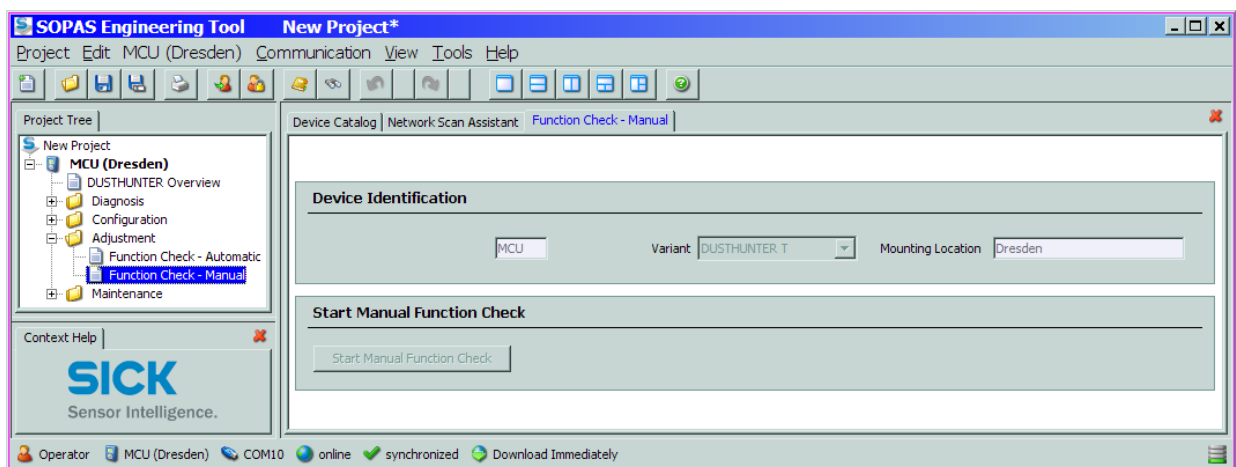 SOPAS Engineering Tool New Project*
Project Edit MCU (Dresden) Communication View Tools Help
Project Tree
New Project
MCU (Dresden)
DUSTHUNTER Overview
Diagnosis
Configuration
Adjustment
Function Check - Automatic
Function Check - Manual
Maintenance
Context Help
SICK
Sensor Intelligence.
Device Catalog Network Scan Assistant Function Check - Manual
Device Identification
MCU Variant DUSTHUNTER T Mounting Location Dresden
Start Manual Function Check
Start Manual Function Check
Operator MCU (Dresden) COM10 online synchronized Download Immediately